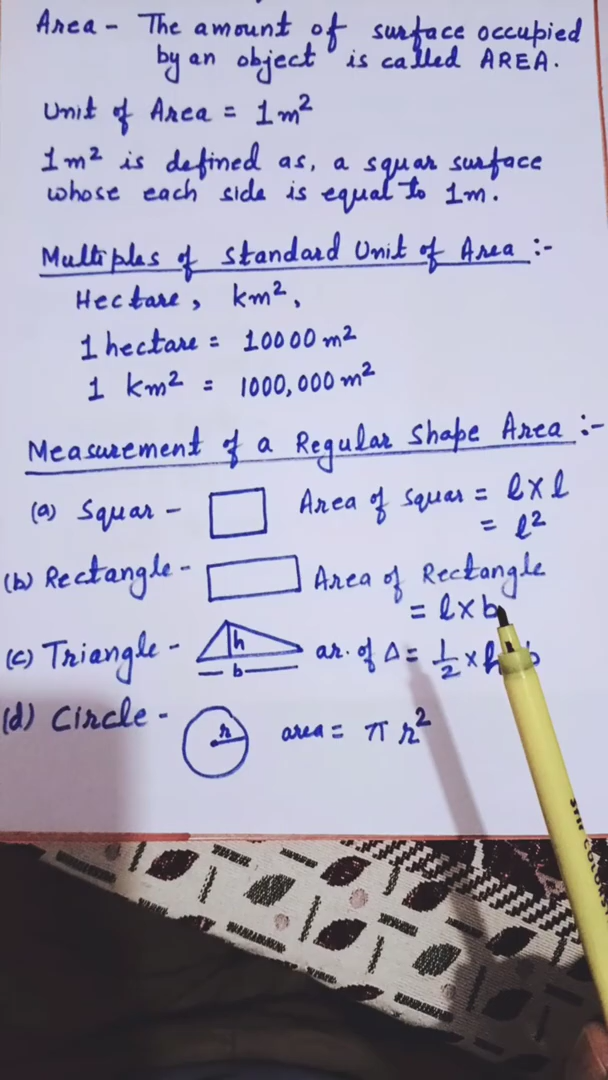 Area - The amount of surface occupied
by an object is called AREA.
Unit of Area = 1m²
1m² is defined as, a squar surface
whose each side is equal to 1m.
Multiples of Standard Unit of Area :-
Hectare, km²,
1 hectare = 10000 m²
1 km² = 1000,000 m²
Measurement of a Regular Shape Area :-
(a) Squar - Area of squar = l × l
= l²
(b) Rectangle - Area of Rectangle
= l × b
(c) Triangle - h b ar. of Δ = 1/2 × b
(d) Circle - r area = π r²